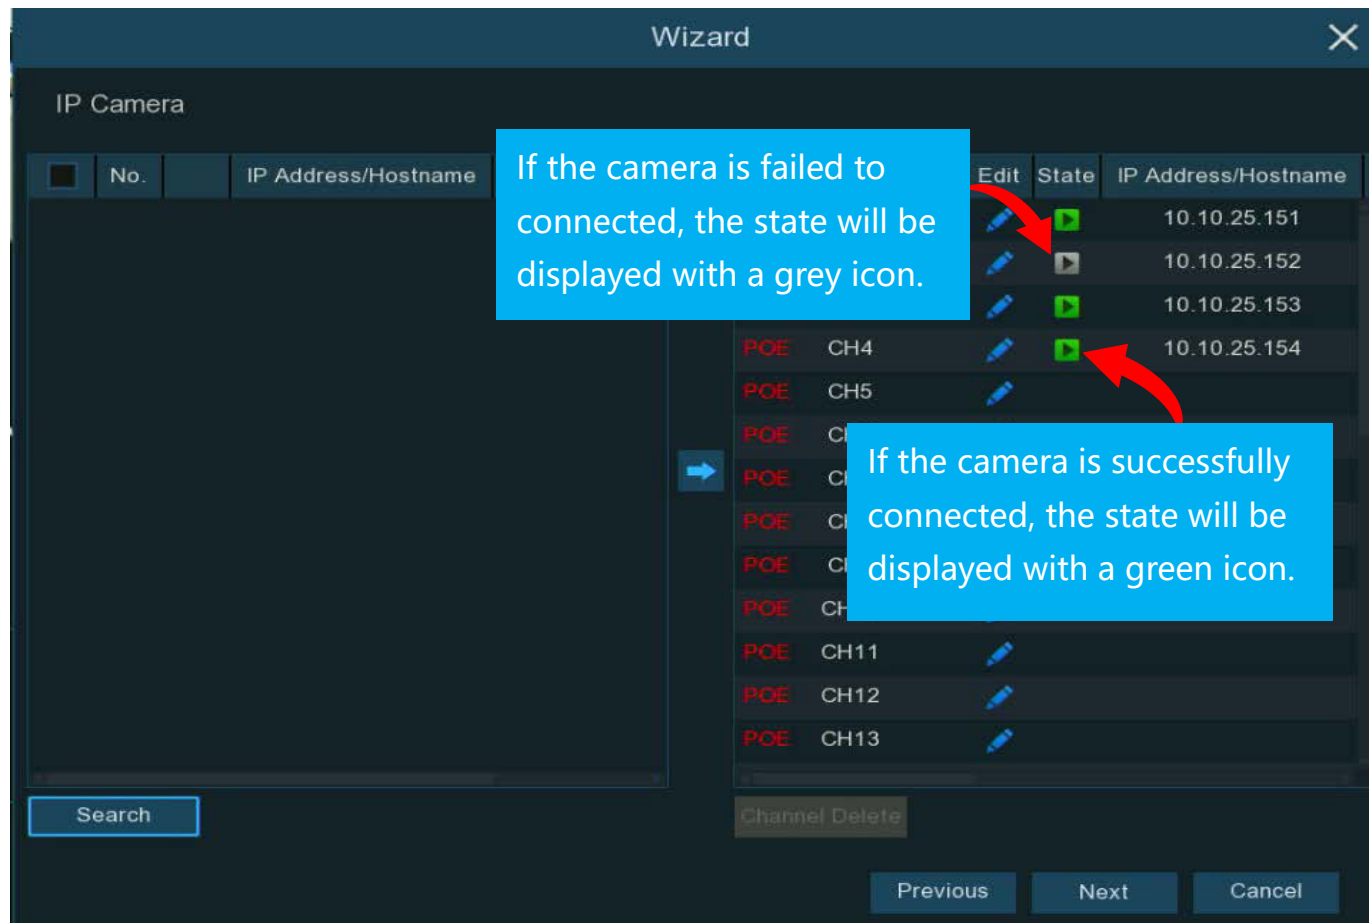 Wizard
IP Camera
No. IP Address/Hostname
Edit State IP Address/Hostname
If the camera is failed to
connected, the state will be
displayed with a grey icon.
10.10.25.151
10.10.25.152
10.10.25.153
POE CH4 10.10.25.154
POE CH5
POE
POE
POE
POE
POE
If the camera is successfully
connected, the state will be
displayed with a green icon.
POE CH11
POE CH12
POE CH13
Search
Channel Delete
Previous Next Cancel